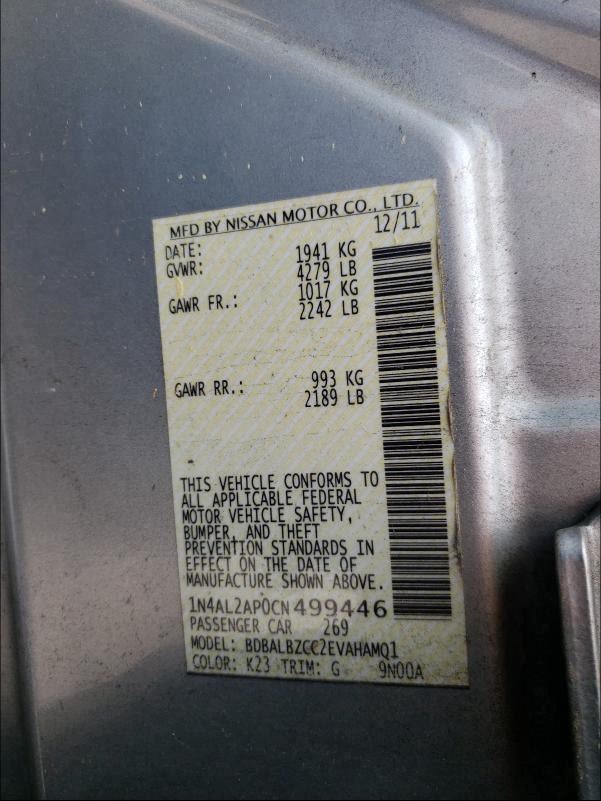 MFD BY NISSAN MOTOR CO., LTD.
DATE: 12/11
GVWR: 1941 KG
4279 LB
GAWR FR.: 1017 KG
2242 LB
GAWR RR.: 993 KG
2189 LB
THIS VEHICLE CONFORMS TO
ALL APPLICABLE FEDERAL
MOTOR VEHICLE SAFETY,
BUMPER, AND THEFT
PREVENTION STANDARDS IN
EFFECT ON THE DATE OF
MANUFACTURE SHOWN ABOVE.
1N4AL2AP0CN499446
PASSENGER CAR 269
MODEL: BDBALBZCC2EVAHAMQ1
COLOR: K23 TRIM: G 9N00A